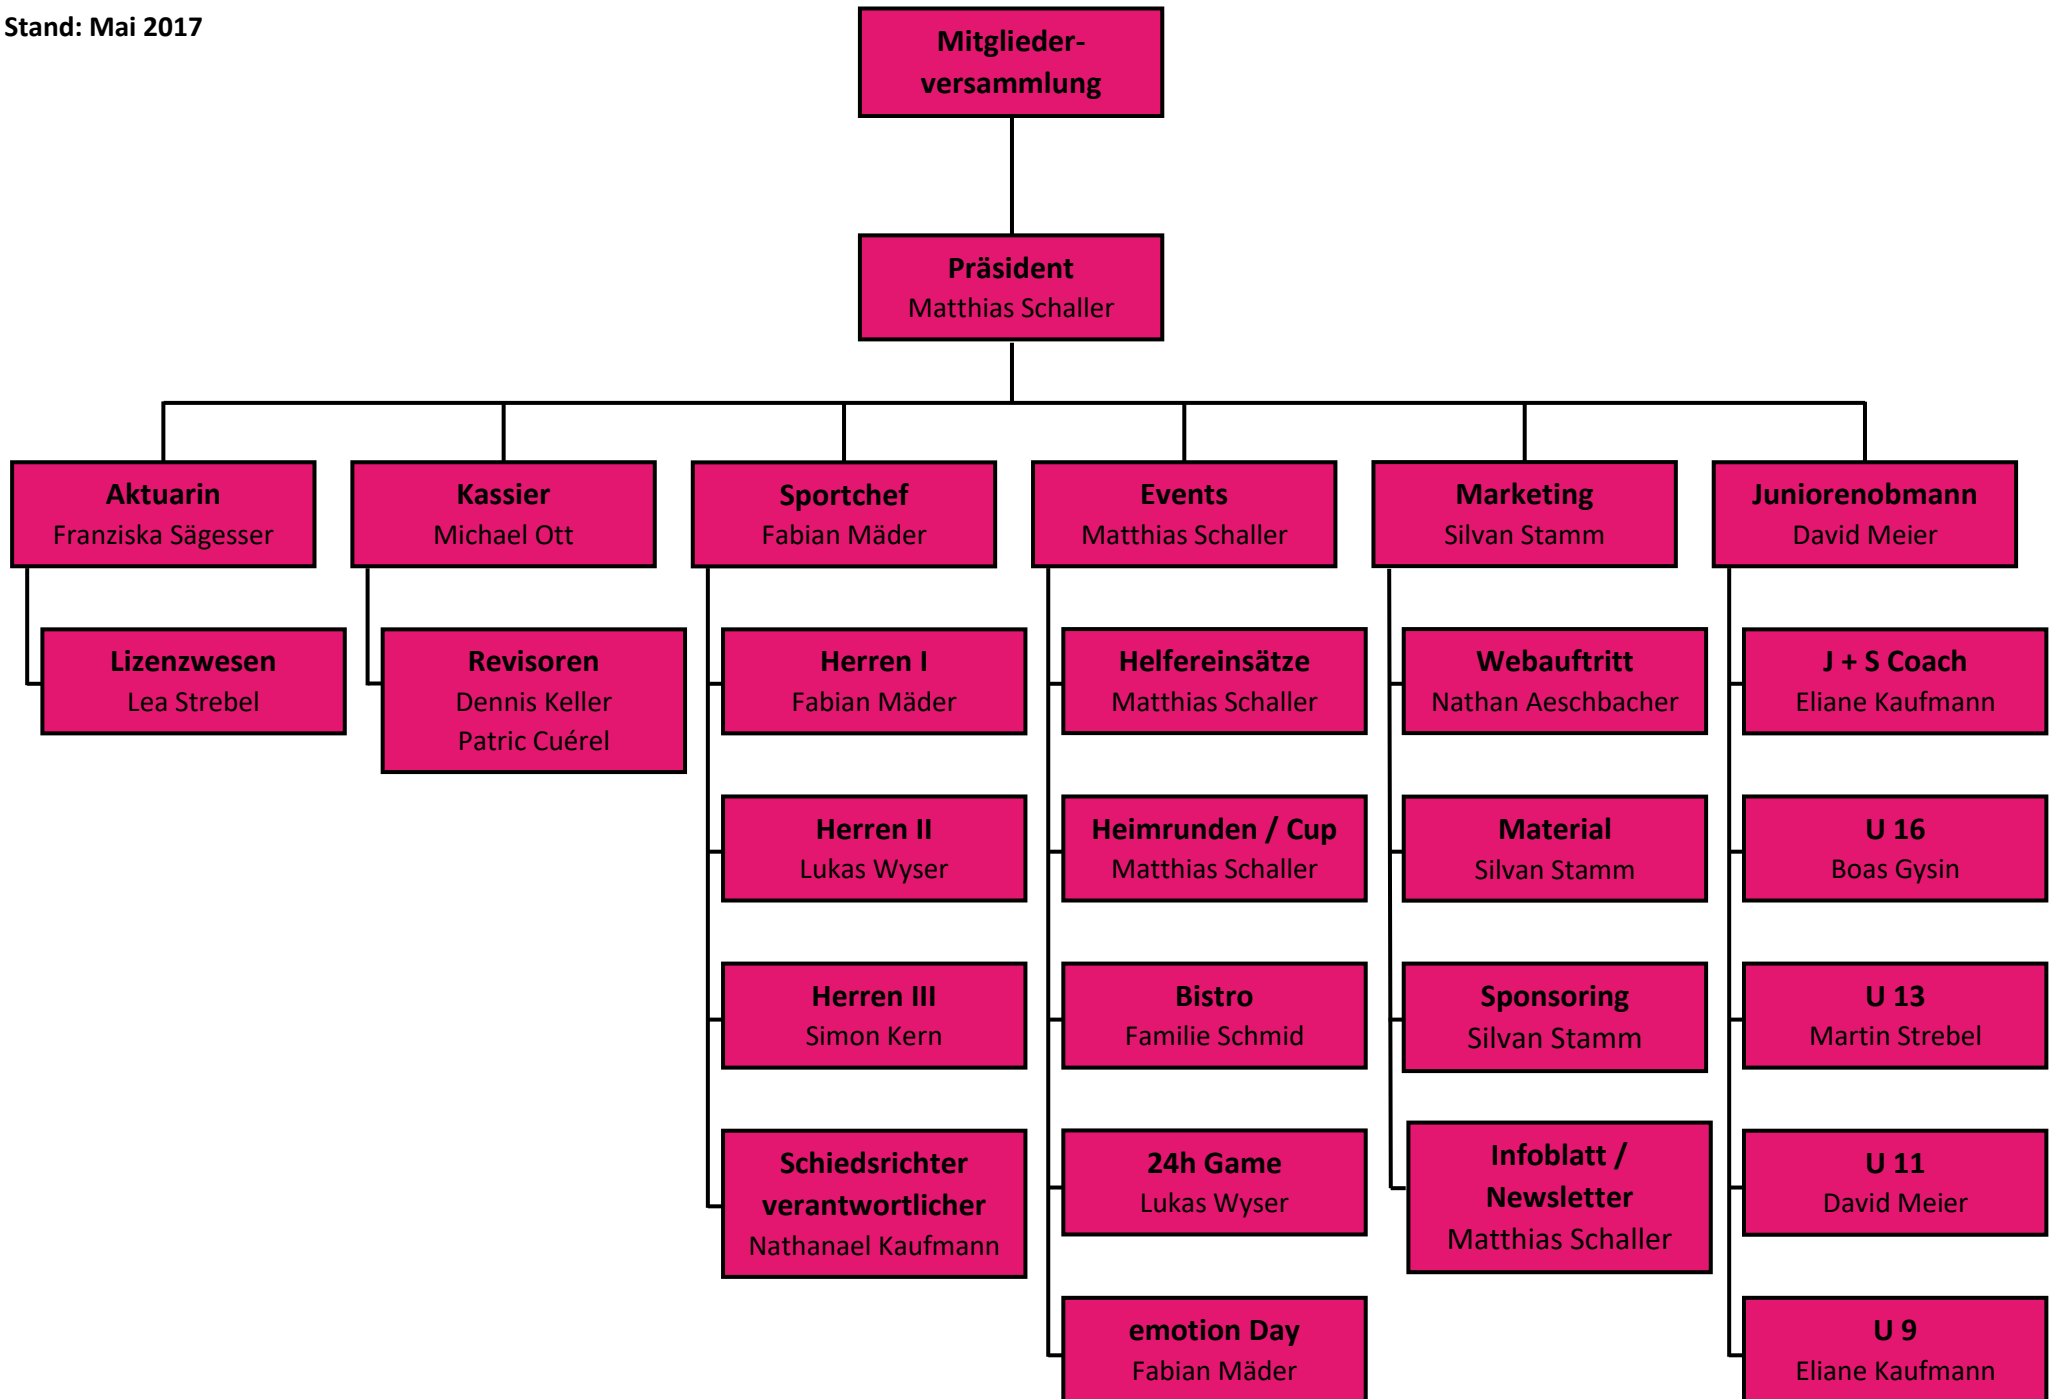 Stand: Mai 2017
Mitglieder-
versammlung
Präsident
Matthias Schaller
Aktuarin
Franziska Sägesser
Kassier
Michael Ott
Sportchef
Fabian Mäder
Events
Matthias Schaller
Marketing
Silvan Stamm
Juniorenobmann
David Meier
Lizenzwesen
Lea Strebel
Revisoren
Dennis Keller
Patric Cuérel
Herren I
Fabian Mäder
Helfereinsätze
Matthias Schaller
Webauftritt
Nathan Aeschbacher
J + S Coach
Eliane Kaufmann
Herren II
Lukas Wyser
Heimrunden / Cup
Matthias Schaller
Material
Silvan Stamm
U 16
Boas Gysin
Herren III
Simon Kern
Bistro
Familie Schmid
Sponsoring
Silvan Stamm
U 13
Martin Strebel
Schiedsrichter
verantwortlicher
Nathanael Kaufmann
24h Game
Lukas Wyser
Infoblatt /
Newsletter
Matthias Schaller
U 11
David Meier
emotion Day
Fabian Mäder
U 9
Eliane Kaufmann